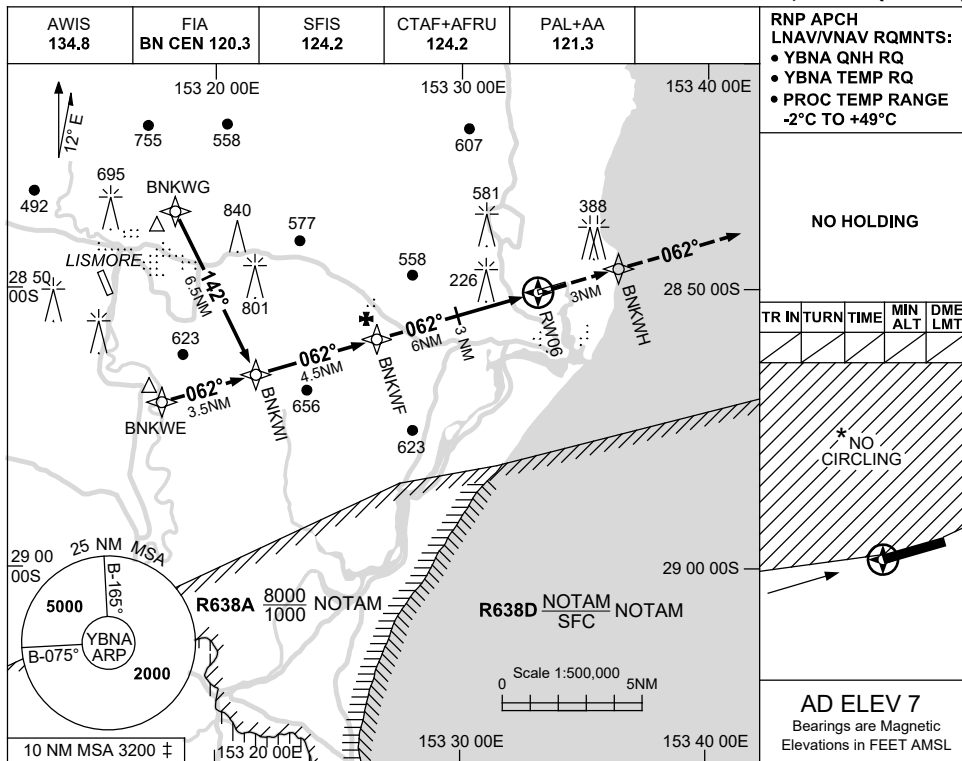 AWIS
134.8
FIA
BN CEN 120.3
SFIS
124.2
CTAF+AFRU
124.2
PAL+AA
121.3
RNP APCH
LNAV/VNAV RQMNTS:
• YBNA QNH RQ
• YBNA TEMP RQ
• PROC TEMP RANGE
-2°C TO +49°C
153 20 00E
153 30 00E
153 40 00E
12° E
755
558
607
695
BNKWG
492
840
581
388
577
NO HOLDING
LISMORE
142°
6.5NM
801
558
226
062°
28 50
00S
3NM
28 50 00S
BNKWH
RW06
TR IN
TURN
TIME
MIN
ALT
DME
LMT
623
062°
6NM
3 NM
062°
4.5NM
BNKWF
062°
3.5NM
BNKWI
656
BNKWE
623
* NO
CIRCLING
29 00
00S
25 NM MSA
B-165°
5000
YBNA
ARP
B-075°
2000
R638A 8000
1000 NOTAM
R638D NOTAM
SFC NOTAM
29 00 00S
Scale 1:500,000
0
5NM
AD ELEV 7
Bearings are Magnetic
Elevations in FEET AMSL
10 NM MSA 3200 ‡
153 20 00E
153 30 00E
153 40 00E